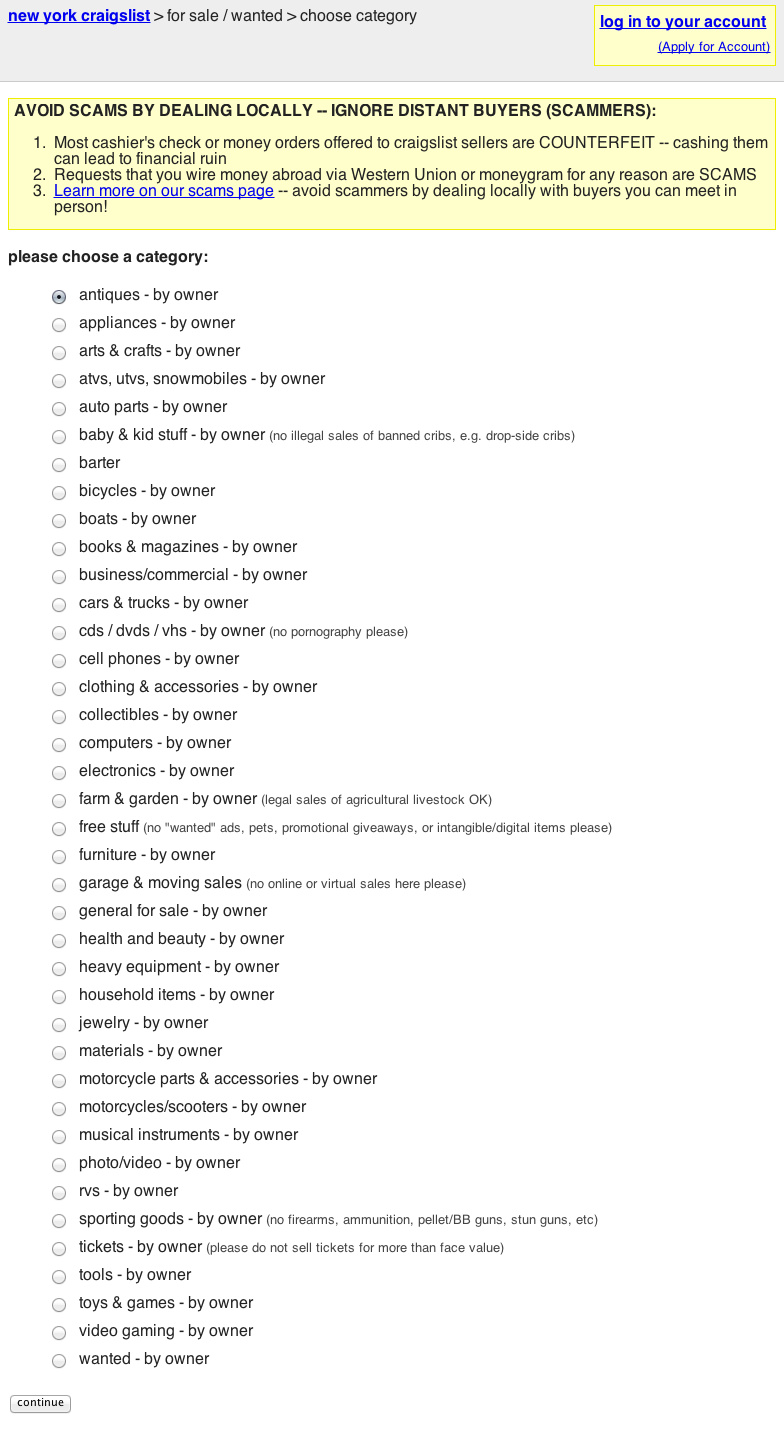 new york craigslist > for sale / wanted > choose category
log in to your account
(Apply for Account)
AVOID SCAMS BY DEALING LOCALLY -- IGNORE DISTANT BUYERS (SCAMMERS):
1. Most cashier's check or money orders offered to craigslist sellers are COUNTERFEIT -- cashing them
can lead to financial ruin
2. Requests that you wire money abroad via Western Union or moneygram for any reason are SCAMS
3. Learn more on our scams page -- avoid scammers by dealing locally with buyers you can meet in
person!
please choose a category:
antiques - by owner
appliances - by owner
arts & crafts - by owner
atvs, utvs, snowmobiles - by owner
auto parts - by owner
baby & kid stuff - by owner (no illegal sales of banned cribs, e.g. drop-side cribs)
barter
bicycles - by owner
boats - by owner
books & magazines - by owner
business/commercial - by owner
cars & trucks - by owner
cds / dvds / vhs - by owner (no pornography please)
cell phones - by owner
clothing & accessories - by owner
collectibles - by owner
computers - by owner
electronics - by owner
farm & garden - by owner (legal sales of agricultural livestock OK)
free stuff (no "wanted" ads, pets, promotional giveaways, or intangible/digital items please)
furniture - by owner
garage & moving sales (no online or virtual sales here please)
general for sale - by owner
health and beauty - by owner
heavy equipment - by owner
household items - by owner
jewelry - by owner
materials - by owner
motorcycle parts & accessories - by owner
motorcycles/scooters - by owner
musical instruments - by owner
photo/video - by owner
rvs - by owner
sporting goods - by owner (no firearms, ammunition, pellet/BB guns, stun guns, etc)
tickets - by owner (please do not sell tickets for more than face value)
tools - by owner
toys & games - by owner
video gaming - by owner
wanted - by owner
continue